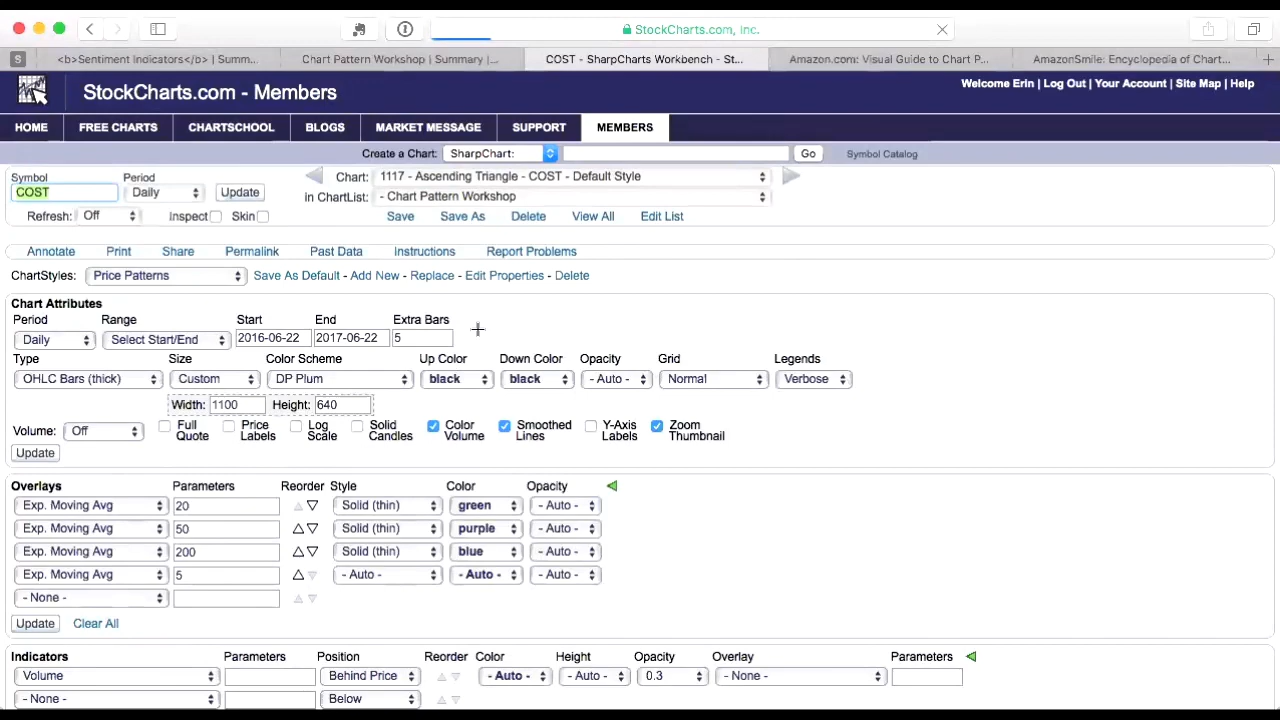 StockCharts.com, Inc.
S <b>Sentiment Indicators</b> | Summ... Chart Pattern Workshop | Summary |... COST - SharpCharts Workbench - St... Amazon.com: Visual Guide to Chart P... AmazonSmile: Encyclopedia of Chart...
StockCharts.com - Members Welcome Erin | Log Out | Your Account | Site Map | Help
HOME FREE CHARTS CHARTSCHOOL BLOGS MARKET MESSAGE SUPPORT MEMBERS
Create a Chart: SharpChart: Go Symbol Catalog
Symbol Period Chart: 1117 - Ascending Triangle - COST - Default Style
COST Daily Update in ChartList: - Chart Pattern Workshop
Refresh: Off Inspect Skin Save Save As Delete View All Edit List
Annotate Print Share Permalink Past Data Instructions Report Problems
ChartStyles: Price Patterns Save As Default - Add New - Replace - Edit Properties - Delete
Chart Attributes
Period Range Start End Extra Bars
Daily Select Start/End 2016-06-22 2017-06-22 5
Type Size Color Scheme Up Color Down Color Opacity Grid Legends
OHLC Bars (thick) Custom DP Plum black black - Auto - Normal Verbose
Width: 1100 Height: 640
Volume: Off Full Quote Price Labels Log Scale Solid Candles Color Volume Smoothed Lines Y-Axis Labels Zoom Thumbnail
Update
Overlays Parameters Reorder Style Color Opacity
Exp. Moving Avg 20 Solid (thin) green - Auto -
Exp. Moving Avg 50 Solid (thin) purple - Auto -
Exp. Moving Avg 200 Solid (thin) blue - Auto -
Exp. Moving Avg 5 - Auto - - Auto - - Auto -
- None -
Update Clear All
Indicators Parameters Position Reorder Color Height Opacity Overlay Parameters
Volume Behind Price - Auto - - Auto - 0.3 - None -
- None - Below